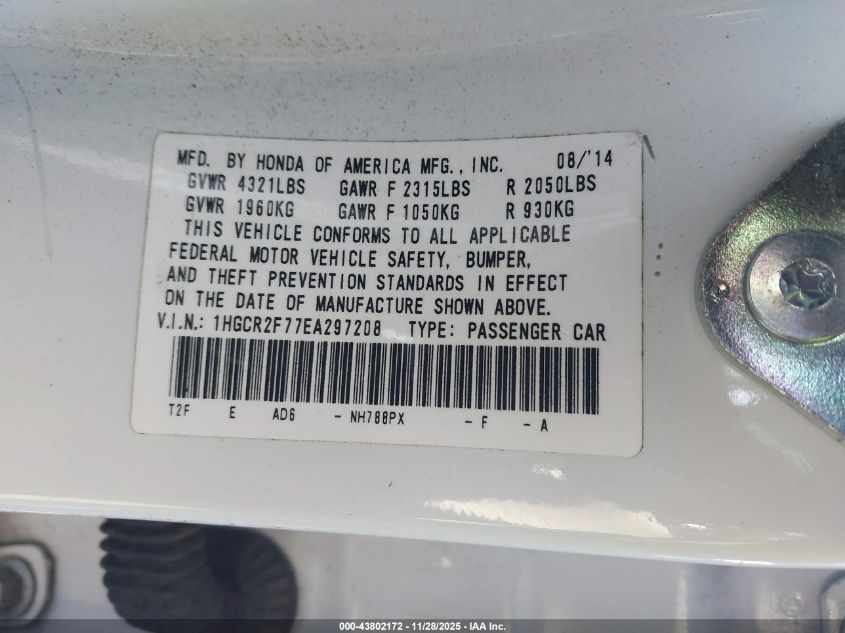 MFD. BY HONDA OF AMERICA MFG., INC. 08/'14
GVWR 4321LBS GAWR F 2315LBS R 2050LBS
GVWR 1960KG GAWR F 1050KG R 930KG
THIS VEHICLE CONFORMS TO ALL APPLICABLE
FEDERAL MOTOR VEHICLE SAFETY, BUMPER,
AND THEFT PREVENTION STANDARDS IN EFFECT
ON THE DATE OF MANUFACTURE SHOWN ABOVE.
V.I.N.: 1HGCR2F77EA297208 TYPE: PASSENGER CAR
T2F E AD6 - NH788PX - F - A
000-43802172 - 11/28/2025 - IAA Inc.